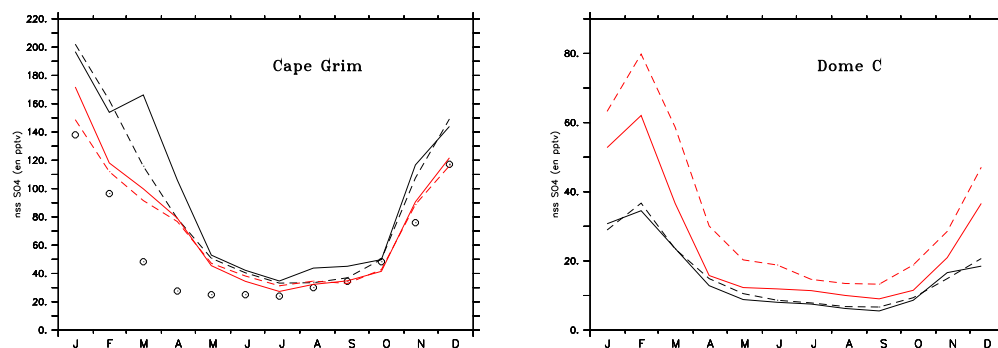 220.
200.
180.
160.
140.
120.
100.
80.
60.
40.
20.
0.
nss SO4 (en pptv)
Cape Grim
J F M A M J J A S O N D
80.
60.
40.
20.
0.
nss SO4 (en pptv)
Dome C
J F M A M J J A S O N D